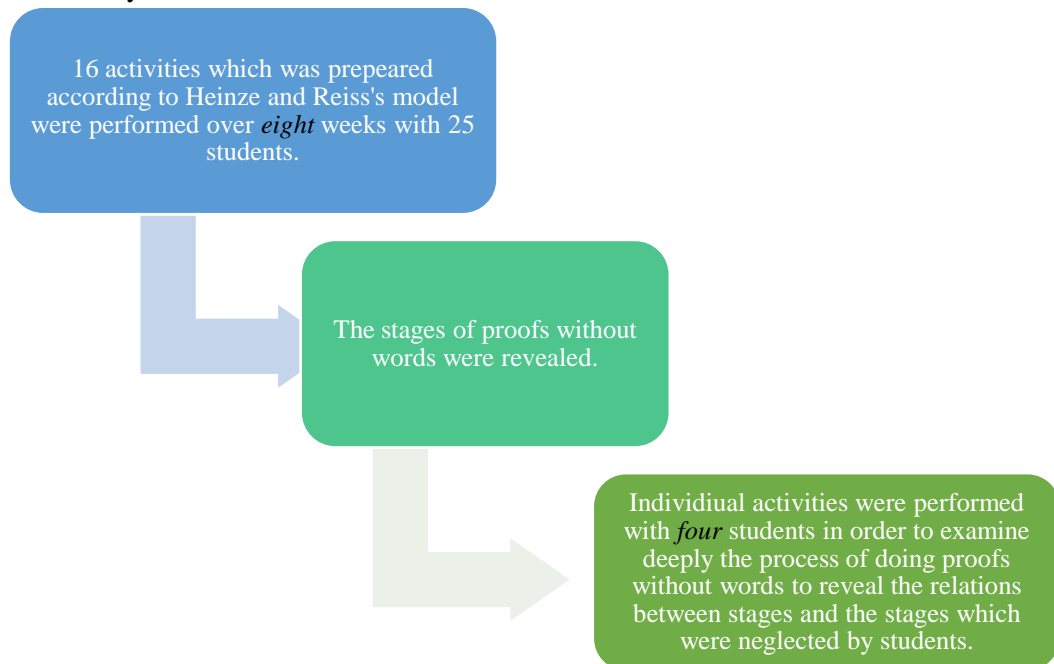 16 activities which was prepeared
according to Heinze and Reiss's model
were performed over eight weeks with 25
students.
The stages of proofs without
words were revealed.
Individiual activities were performed
with four students in order to examine
deeply the process of doing proofs
without words to reveal the relations
between stages and the stages which
were neglected by students.